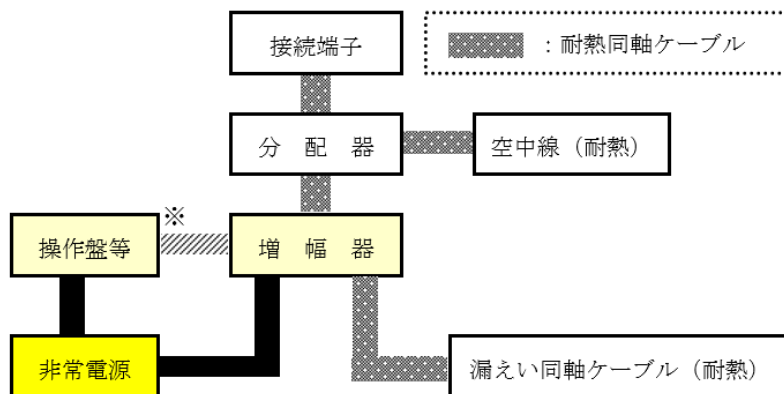 接続端子
：耐熱同軸ケーブル
分　配　器
空中線（耐熱）
※
操作盤等
増　幅　器
非常電源
漏えい同軸ケーブル（耐熱）